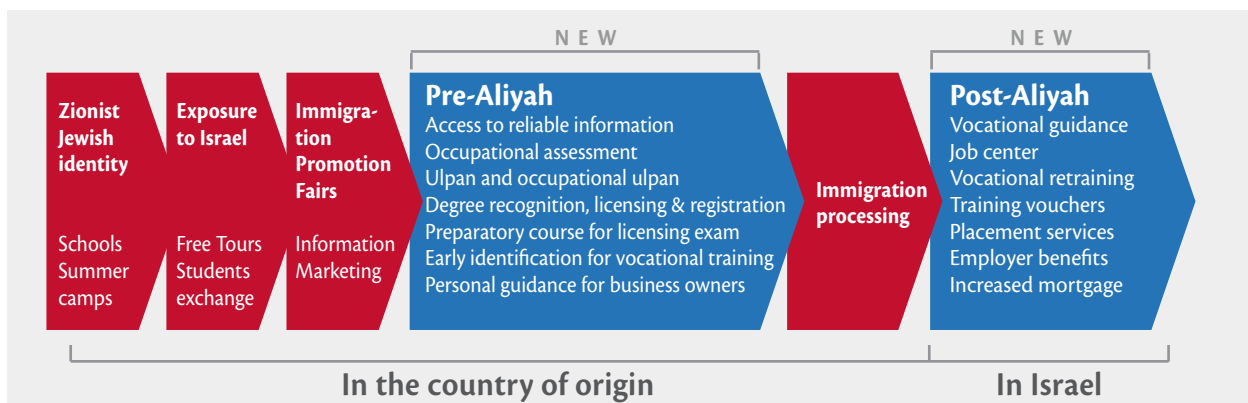 NEW
NEW
Zionist
Jewish
identity
Schools
Summer
camps
Exposure
to Israel
Free Tours
Students
exchange
Immigra-
tion
Promotion
Fairs
Information
Marketing
Pre-Aliyah
Access to reliable information
Occupational assessment
Ulpan and occupational ulpan
Degree recognition, licensing & registration
Preparatory course for licensing exam
Early identification for vocational training
Personal guidance for business owners
Immigration
processing
Post-Aliyah
Vocational guidance
Job center
Vocational retraining
Training vouchers
Placement services
Employer benefits
Increased mortgage
In the country of origin
In Israel